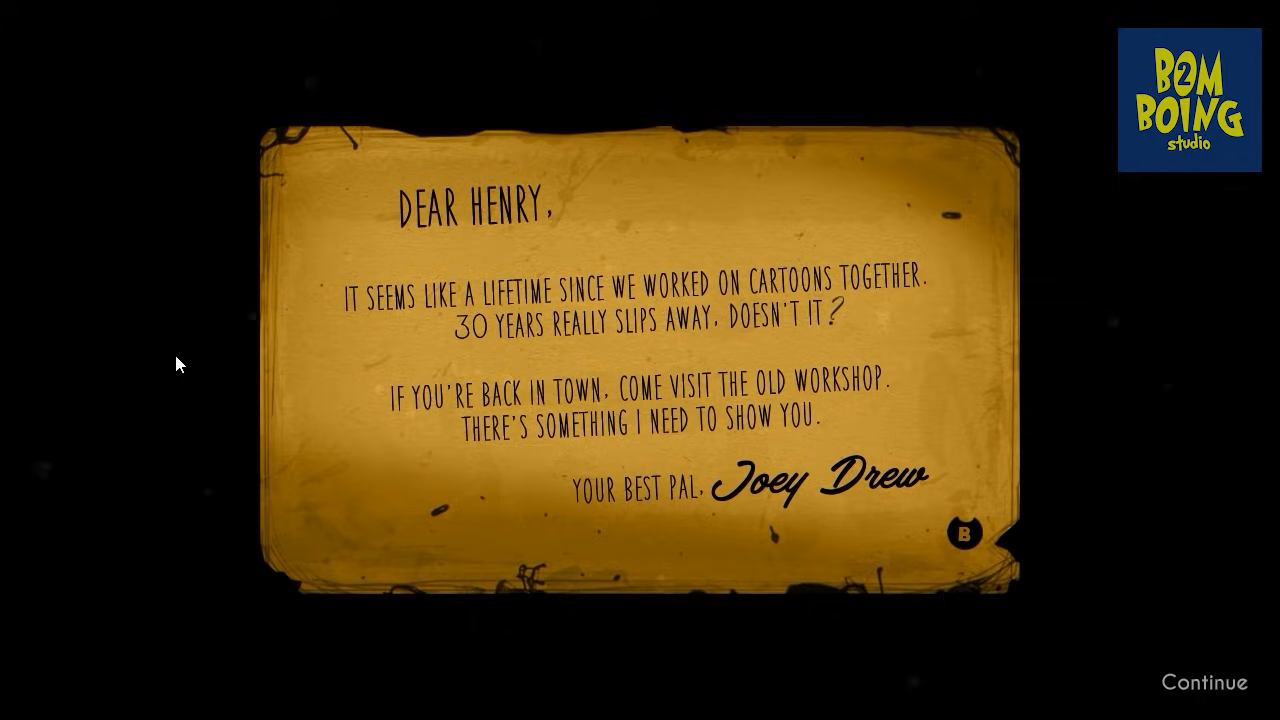 BOM
2
BOING
studio
DEAR HENRY,
IT SEEMS LIKE A LIFETIME SINCE WE WORKED ON CARTOONS TOGETHER.
30 YEARS REALLY SLIPS AWAY, DOESN'T IT?
IF YOU'RE BACK IN TOWN, COME VISIT THE OLD WORKSHOP.
THERE'S SOMETHING I NEED TO SHOW YOU.
YOUR BEST PAL, Joey Drew
B
Continue